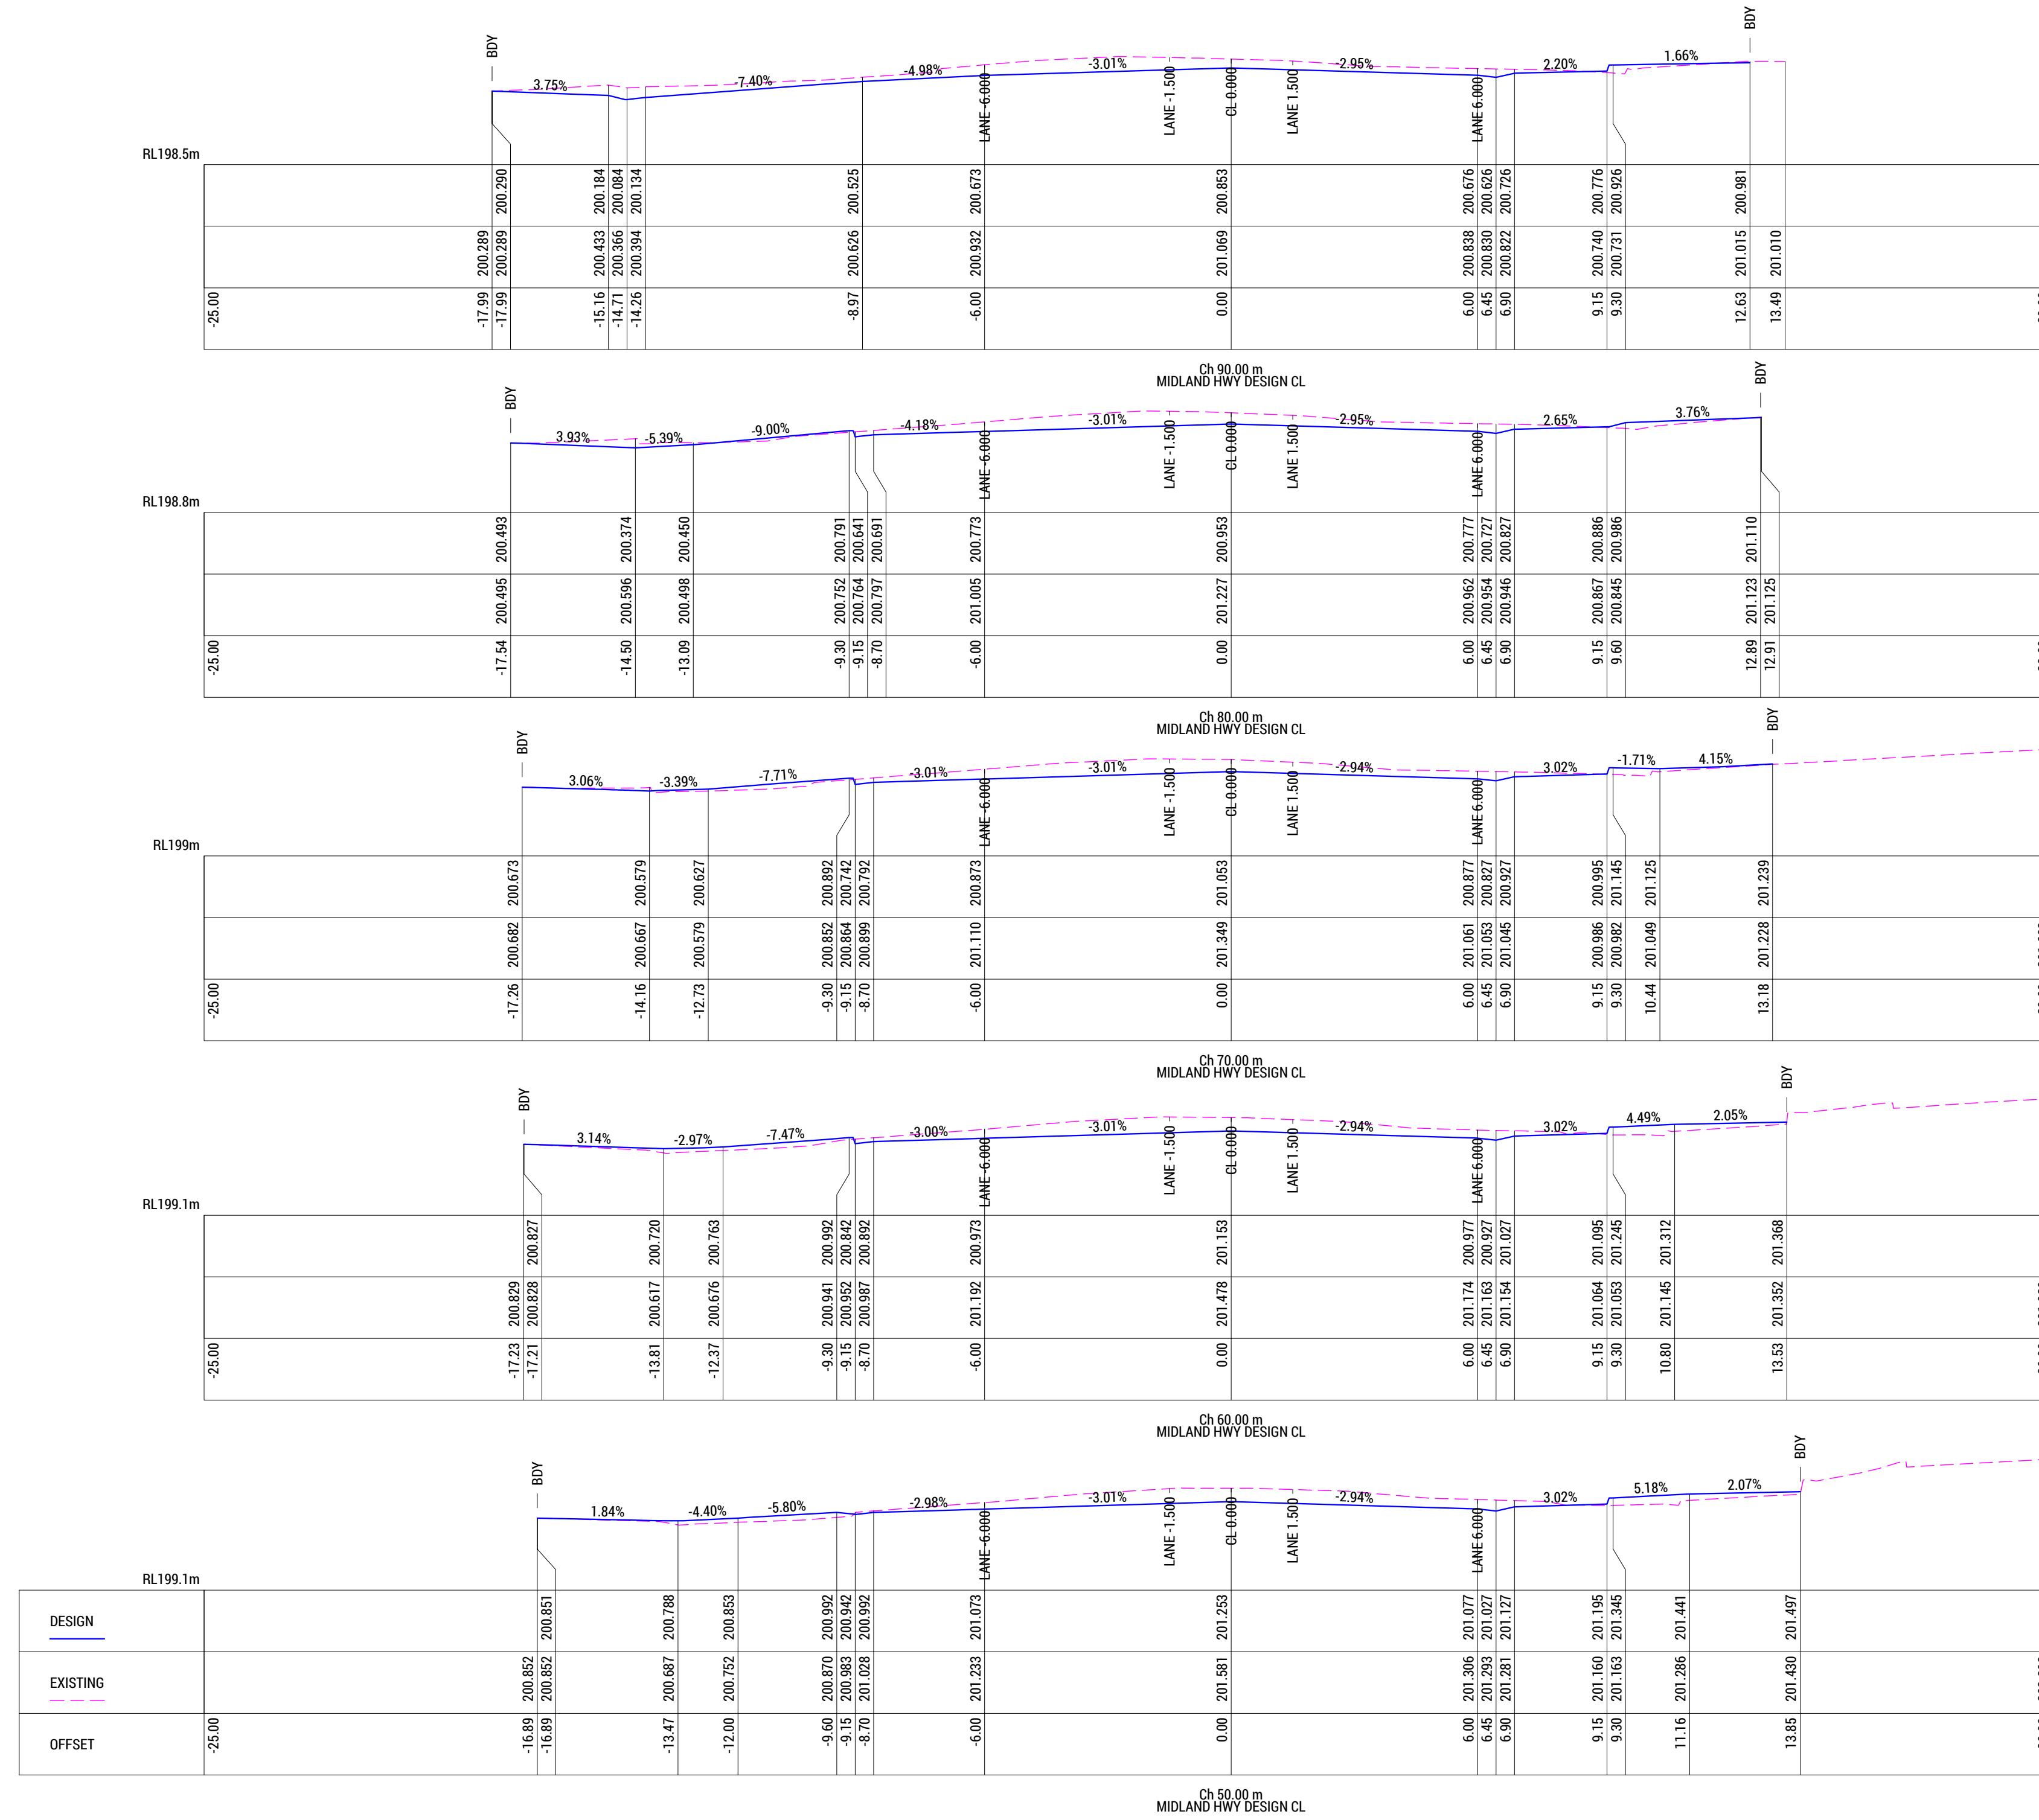 BDY BDY
3.75% -7.40% -4.98% -3.01% -2.95% 2.20% 1.66%
LANE -6.000 LANE -1.500 CL 0.000 LANE 1.500 LANE 6.000
RL198.5m
200.290 200.184 200.084 200.134 200.525 200.673 200.853 200.676 200.626 200.726 200.776 200.926 200.981
200.289 200.289 200.433 200.366 200.394 200.626 200.932 201.069 200.838 200.830 200.822 200.740 200.731 201.015 201.010
-25.00 -17.99 -17.99 -15.16 -14.71 -14.26 -8.97 -6.00 0.00 6.00 6.45 6.90 9.15 9.30 12.63 13.49
Ch 90.00 m
MIDLAND HWY DESIGN CL
BDY BDY
3.93% -5.39% -9.00% -4.18% -3.01% -2.95% 2.65% 3.76%
LANE -6.000 LANE -1.500 CL 0.000 LANE 1.500 LANE 6.000
RL198.8m
200.493 200.374 200.450 200.791 200.641 200.691 200.773 200.953 200.777 200.727 200.827 200.886 200.986 201.110
200.495 200.596 200.498 200.752 200.764 200.797 201.005 201.227 200.962 200.954 200.946 200.867 200.845 201.123 201.125
-25.00 -17.54 -14.50 -13.09 -9.30 -9.15 -8.70 -6.00 0.00 6.00 6.45 6.90 9.15 9.60 12.89 12.91
Ch 80.00 m
MIDLAND HWY DESIGN CL
BDY BDY
3.06% -3.39% -7.71% -3.01% -3.01% -2.94% 3.02% -1.71% 4.15%
LANE -6.000 LANE -1.500 CL 0.000 LANE 1.500 LANE 6.000
RL199m
200.673 200.579 200.627 200.892 200.742 200.792 200.873 201.053 200.877 200.827 200.927 200.995 201.145 201.125 201.239
200.682 200.667 200.579 200.852 200.864 200.899 201.110 201.349 201.061 201.053 201.045 200.986 200.982 201.049 201.228
-25.00 -17.26 -14.16 -12.73 -9.30 -9.15 -8.70 -6.00 0.00 6.00 6.45 6.90 9.15 9.30 10.44 13.18
Ch 70.00 m
MIDLAND HWY DESIGN CL
BDY BDY
3.14% -2.97% -7.47% -3.00% -3.01% -2.94% 3.02% 4.49% 2.05%
LANE -6.000 LANE -1.500 CL 0.000 LANE 1.500 LANE 6.000
RL199.1m
200.827 200.720 200.763 200.992 200.842 200.892 200.973 201.153 200.977 200.927 201.027 201.095 201.245 201.312 201.368
200.829 200.828 200.617 200.676 200.941 200.952 200.987 201.192 201.478 201.174 201.163 201.154 201.064 201.053 201.145 201.352
-25.00 -17.23 -17.21 -13.81 -12.37 -9.30 -9.15 -8.70 -6.00 0.00 6.00 6.45 6.90 9.15 9.30 10.80 13.53
Ch 60.00 m
MIDLAND HWY DESIGN CL
BDY BDY
1.84% -4.40% -5.80% -2.98% -3.01% -2.94% 3.02% 5.18% 2.07%
LANE -6.000 LANE -1.500 CL 0.000 LANE 1.500 LANE 6.000
RL199.1m
DESIGN 200.851 200.788 200.853 200.992 200.942 200.992 201.073 201.253 201.077 201.027 201.127 201.195 201.345 201.441 201.497
EXISTING 200.852 200.852 200.687 200.752 200.870 200.983 201.028 201.233 201.581 201.306 201.293 201.281 201.160 201.163 201.286 201.430
OFFSET -25.00 -16.89 -16.89 -13.47 -12.00 -9.60 -9.15 -8.70 -6.00 0.00 6.00 6.45 6.90 9.15 9.30 11.16 13.85
Ch 50.00 m
MIDLAND HWY DESIGN CL